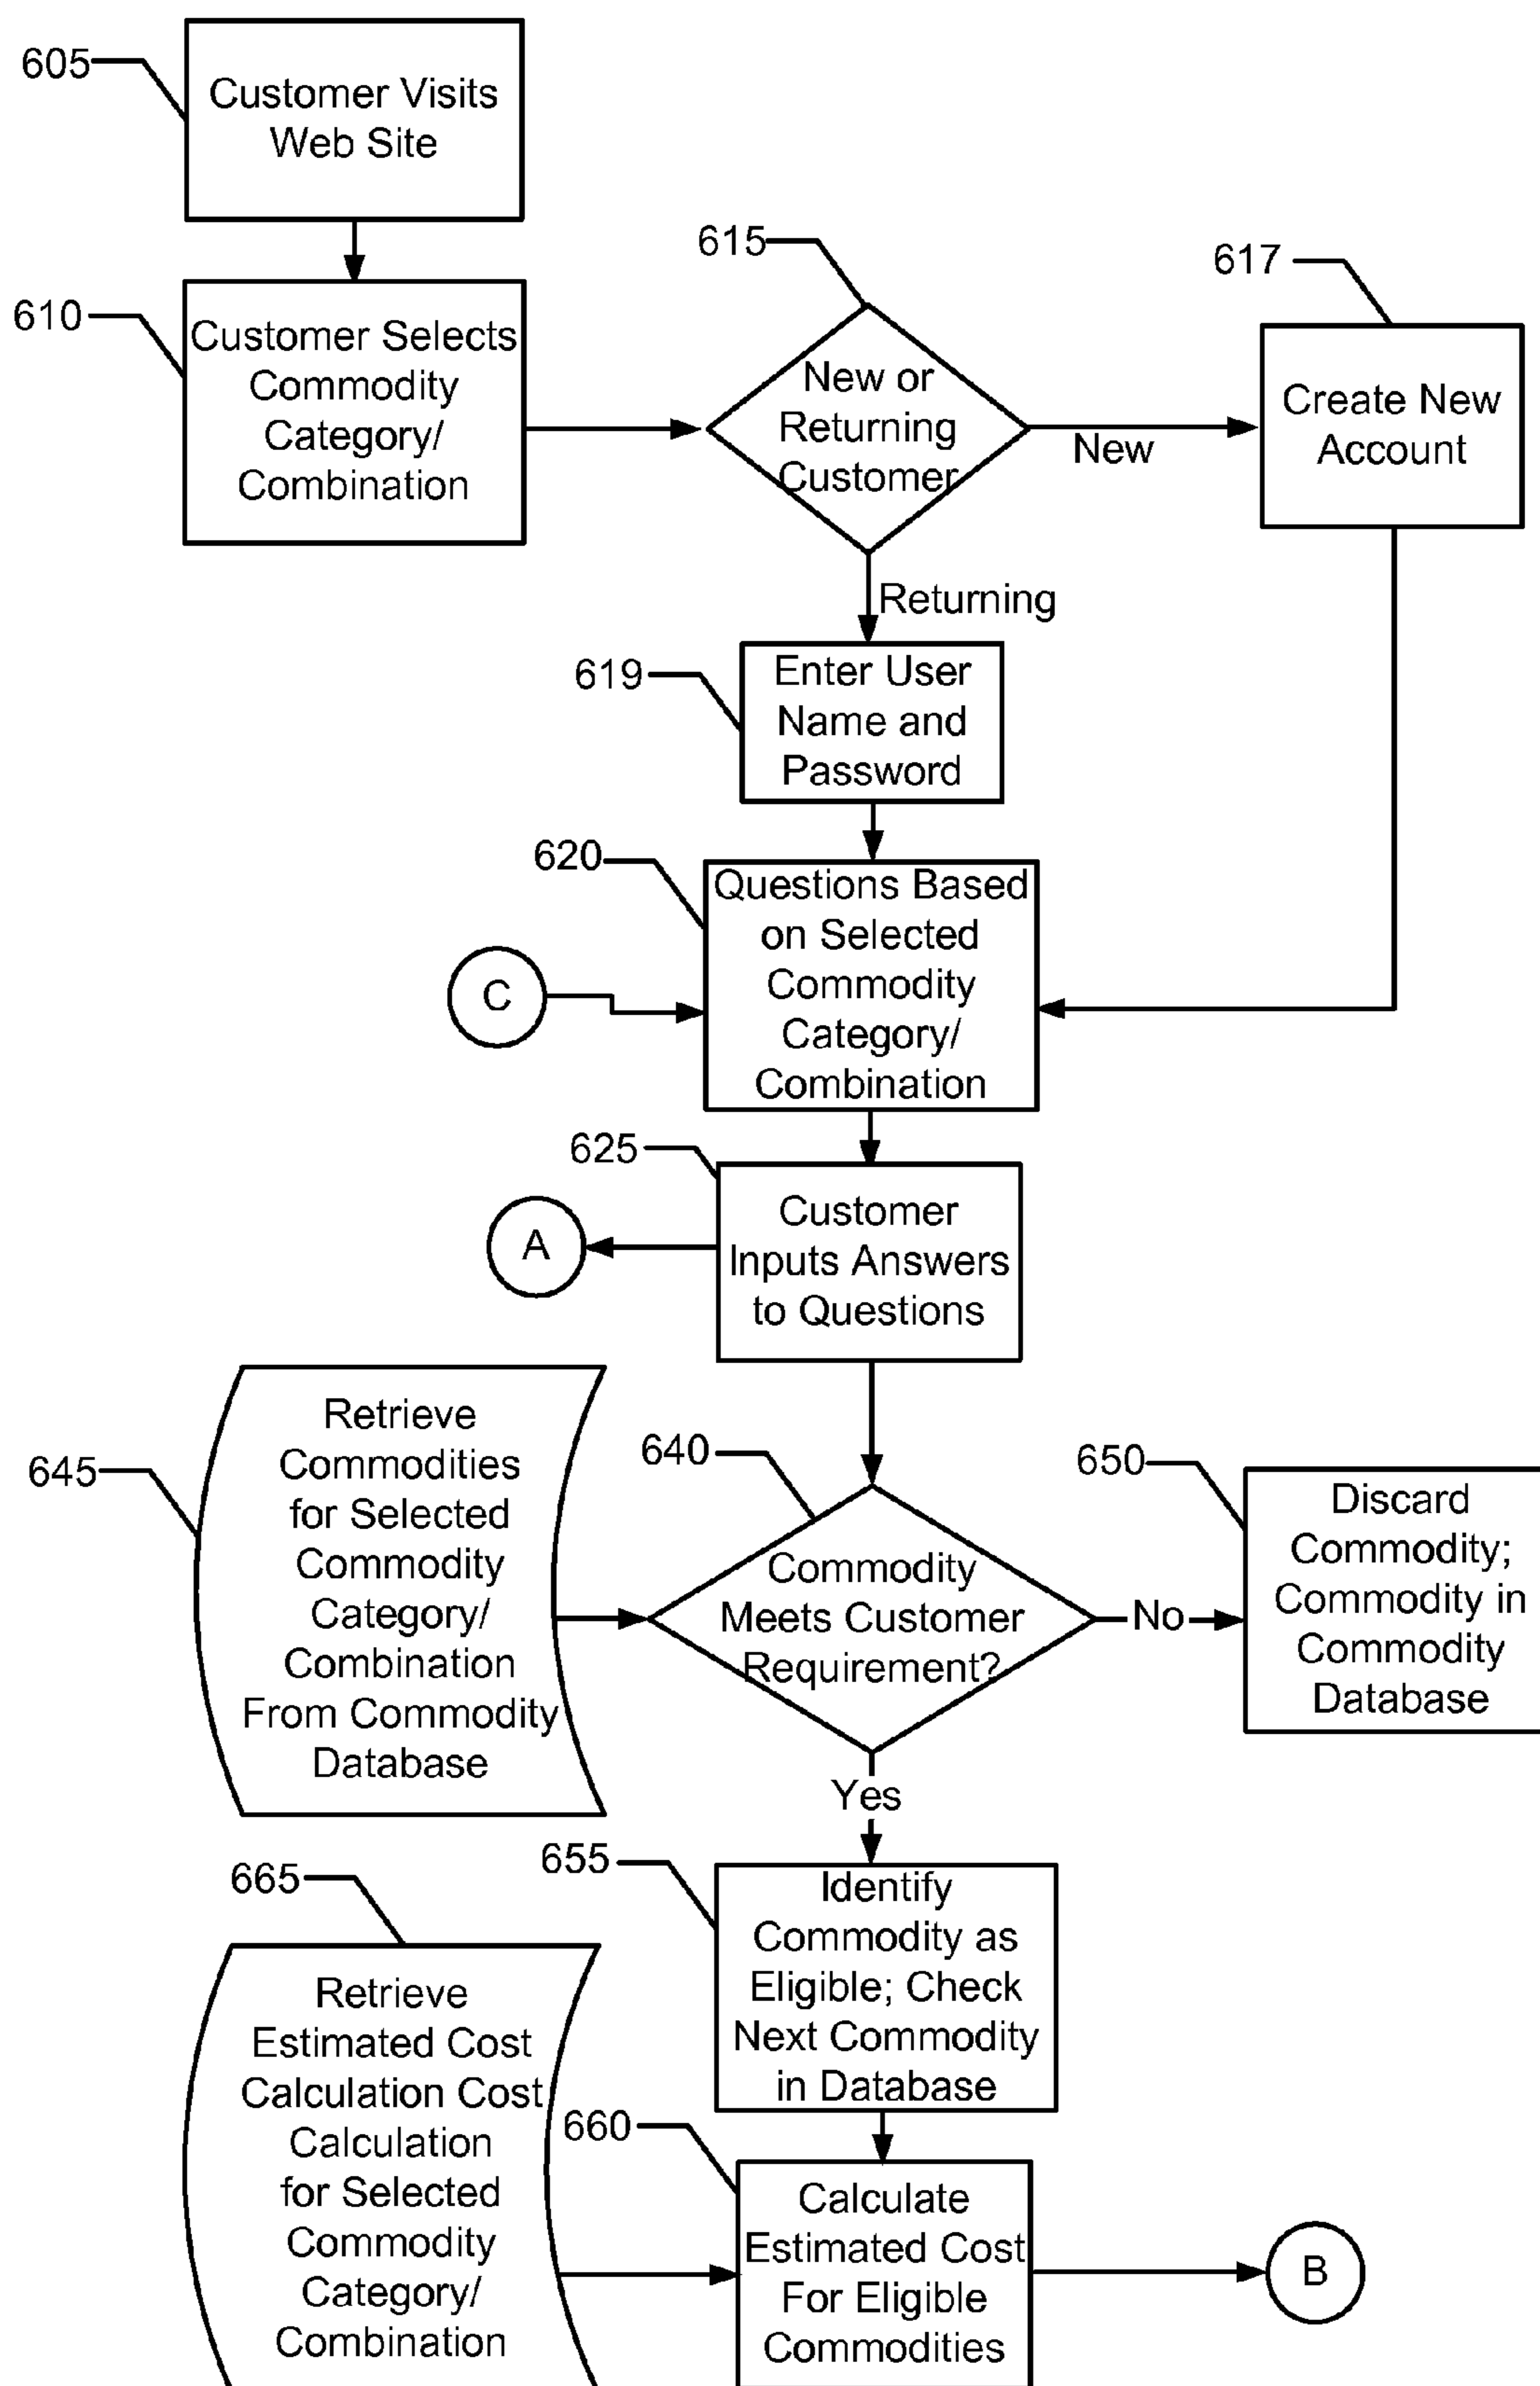 605
Customer Visits
Web Site
610
Customer Selects
Commodity
Category/
Combination
615
New or
Returning
Customer
New
617
Create New
Account
Returning
619
Enter User
Name and
Password
620
Questions Based
on Selected
Commodity
Category/
Combination
C
625
Customer
Inputs Answers
to Questions
A
645
Retrieve
Commodities
for Selected
Commodity
Category/
Combination
From Commodity
Database
640
Commodity
Meets Customer
Requirement?
No
650
Discard
Commodity;
Commodity in
Commodity
Database
Yes
655
Identify
Commodity as
Eligible; Check
Next Commodity
in Database
665
Retrieve
Estimated Cost
Calculation Cost
Calculation
for Selected
Commodity
Category/
Combination
660
Calculate
Estimated Cost
For Eligible
Commodities
B